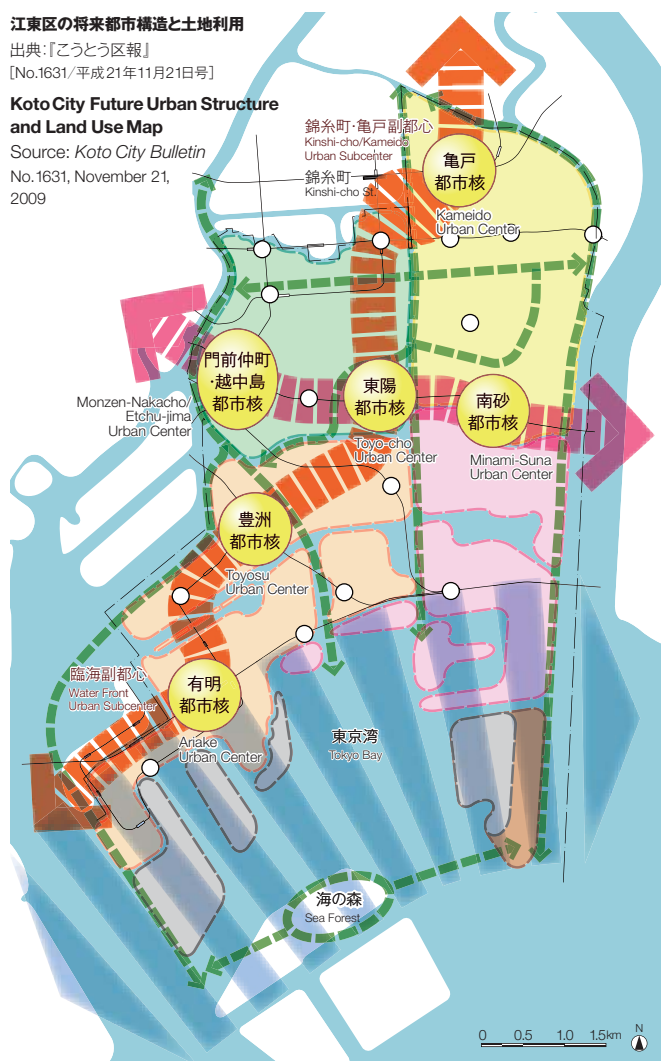 江東区の将来都市構造と土地利用
出典:『こうとう区報』
[No.1631/平成21年11月21日号]
Koto City Future Urban Structure
and Land Use Map
Source: Koto City Bulletin
No.1631, November 21,
2009
錦糸町・亀戸副都心
Kinshi-cho/Kameido
Urban Subcenter
錦糸町
Kinshi-cho St.
亀戸
都市核
Kameido
Urban Center
門前仲町
・越中島
都市核
Monzen-Nakacho/
Etchu-jima
Urban Center
東陽
都市核
Toyo-cho
Urban Center
南砂
都市核
Minami-Suna
Urban Center
豊洲
都市核
Toyosu
Urban Center
臨海副都心
Water Front
Urban Subcenter
有明
都市核
Ariake
Urban Center
東京湾
Tokyo Bay
海の森
Sea Forest
0 0.5 1.0 1.5km
N